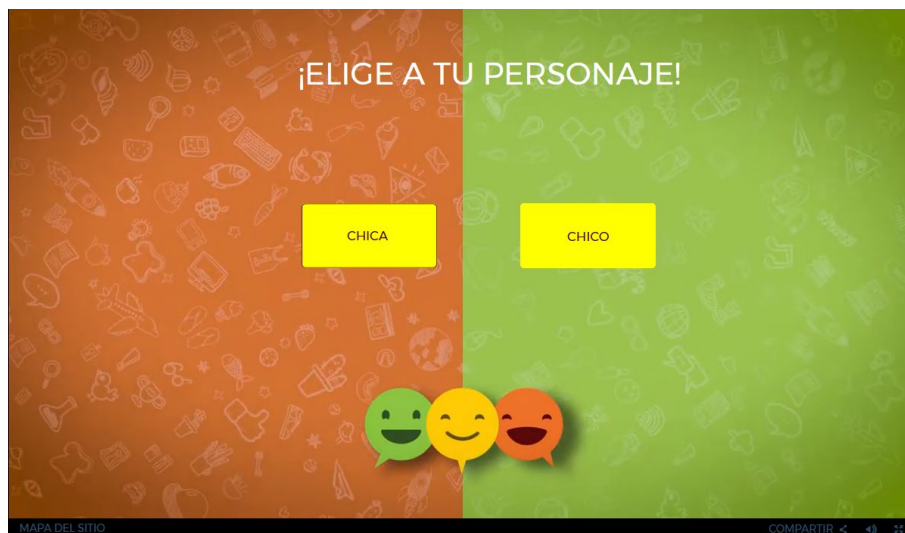 ¡ELIGE A TU PERSONAJE!
CHICA
CHICO
MAPA DEL SITIO
COMPARTIR